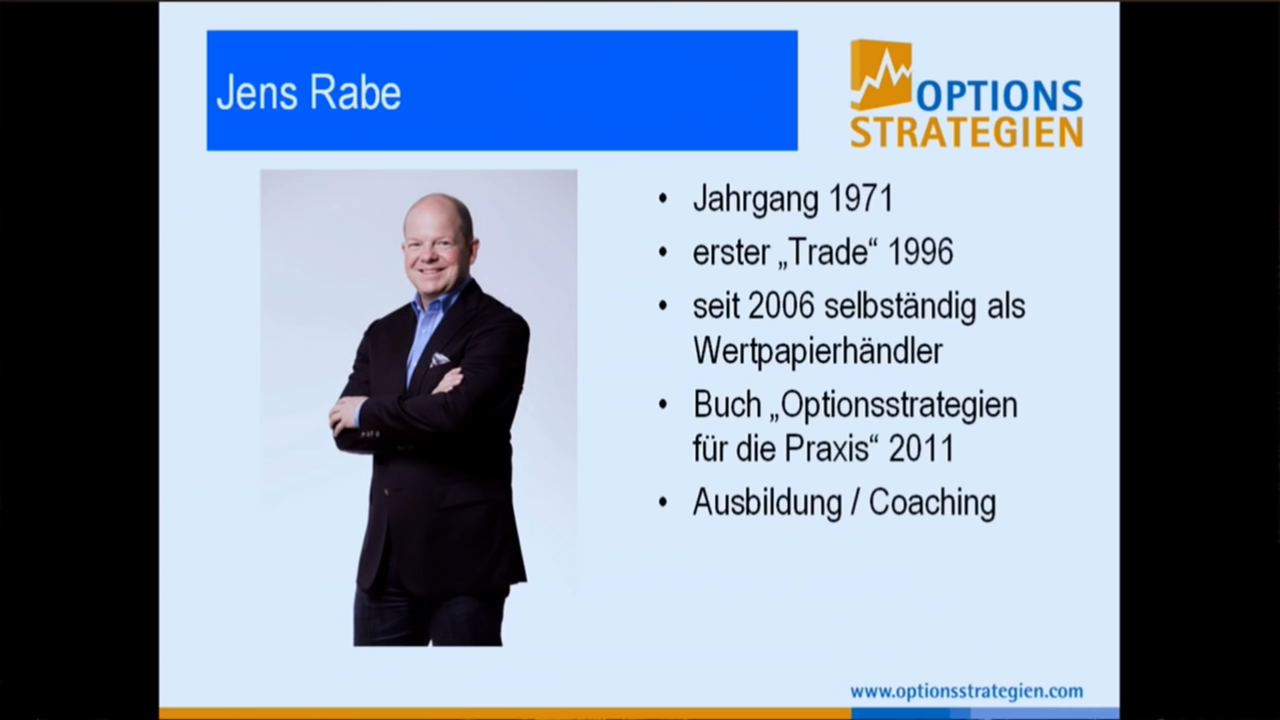 Jens Rabe
OPTIONS
STRATEGIEN
• Jahrgang 1971
• erster „Trade“ 1996
• seit 2006 selbständig als
Wertpapierhändler
• Buch „Optionsstrategien
für die Praxis“ 2011
• Ausbildung / Coaching
www.optionsstrategien.com